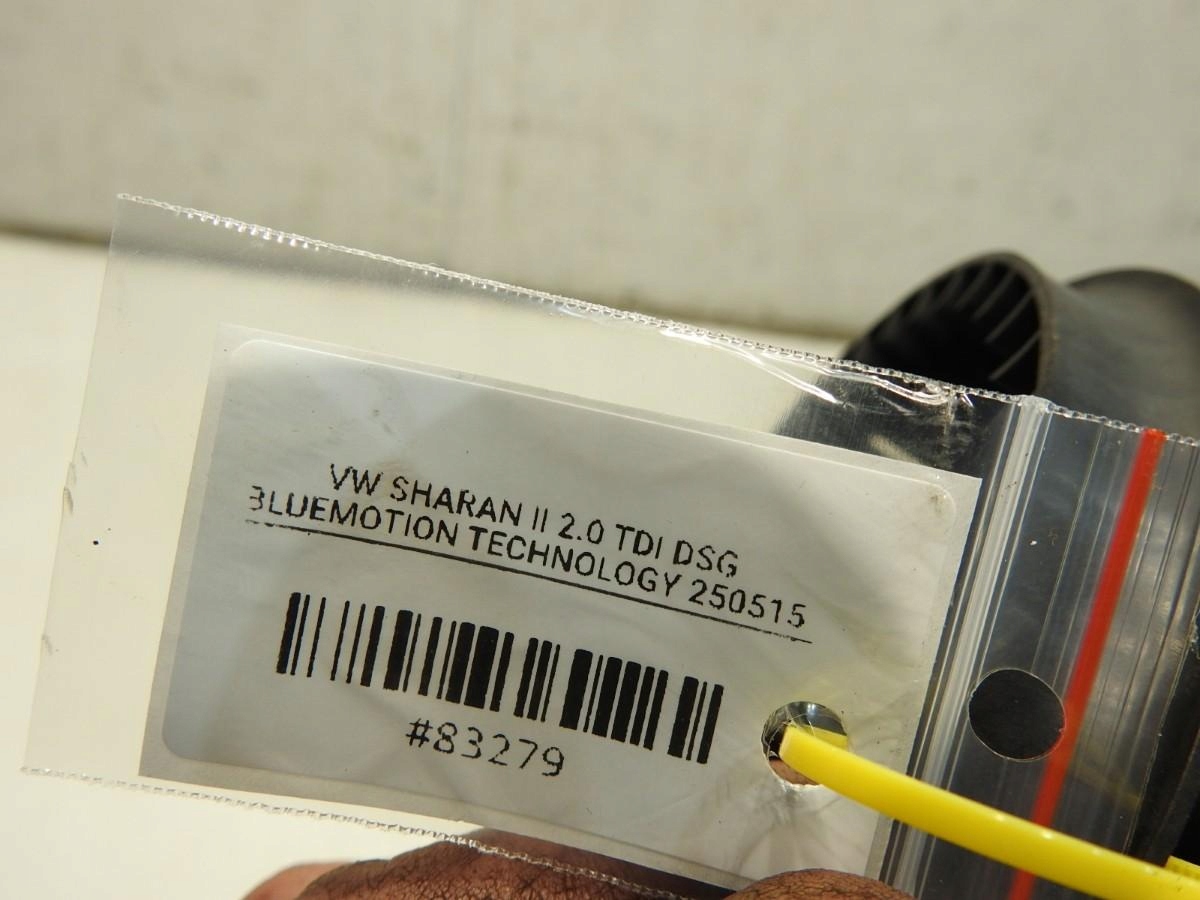 VW SHARAN II 2.0 TDI DSG
BLUEMOTION TECHNOLOGY 250515
#83279